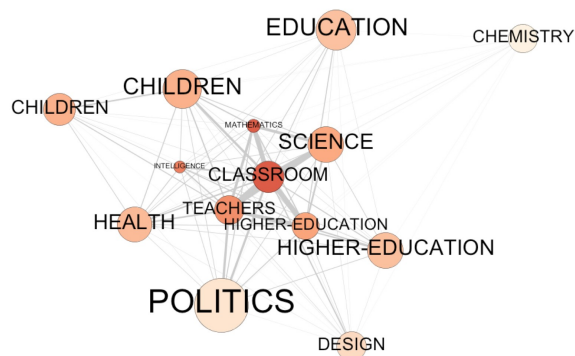 EDUCATION
CHEMISTRY
CHILDREN
CHILDREN
MATHEMATICS
SCIENCE
INTELLIGENCE
CLASSROOM
TEACHERS
HEALTH
HIGHER-EDUCATION
HIGHER-EDUCATION
POLITICS
DESIGN